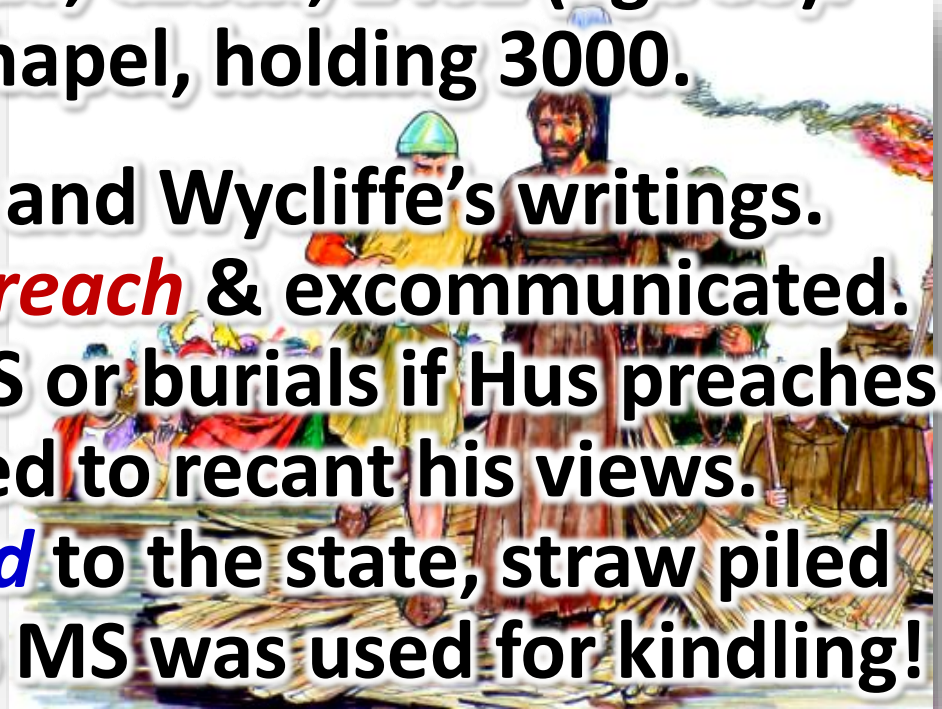 hapel, holding 3000.
and Wycliffe’s writings.
reach & excommunicated.
S or burials if Hus preaches
ed to recant his views.
d to the state, straw piled
MS was used for kindling!